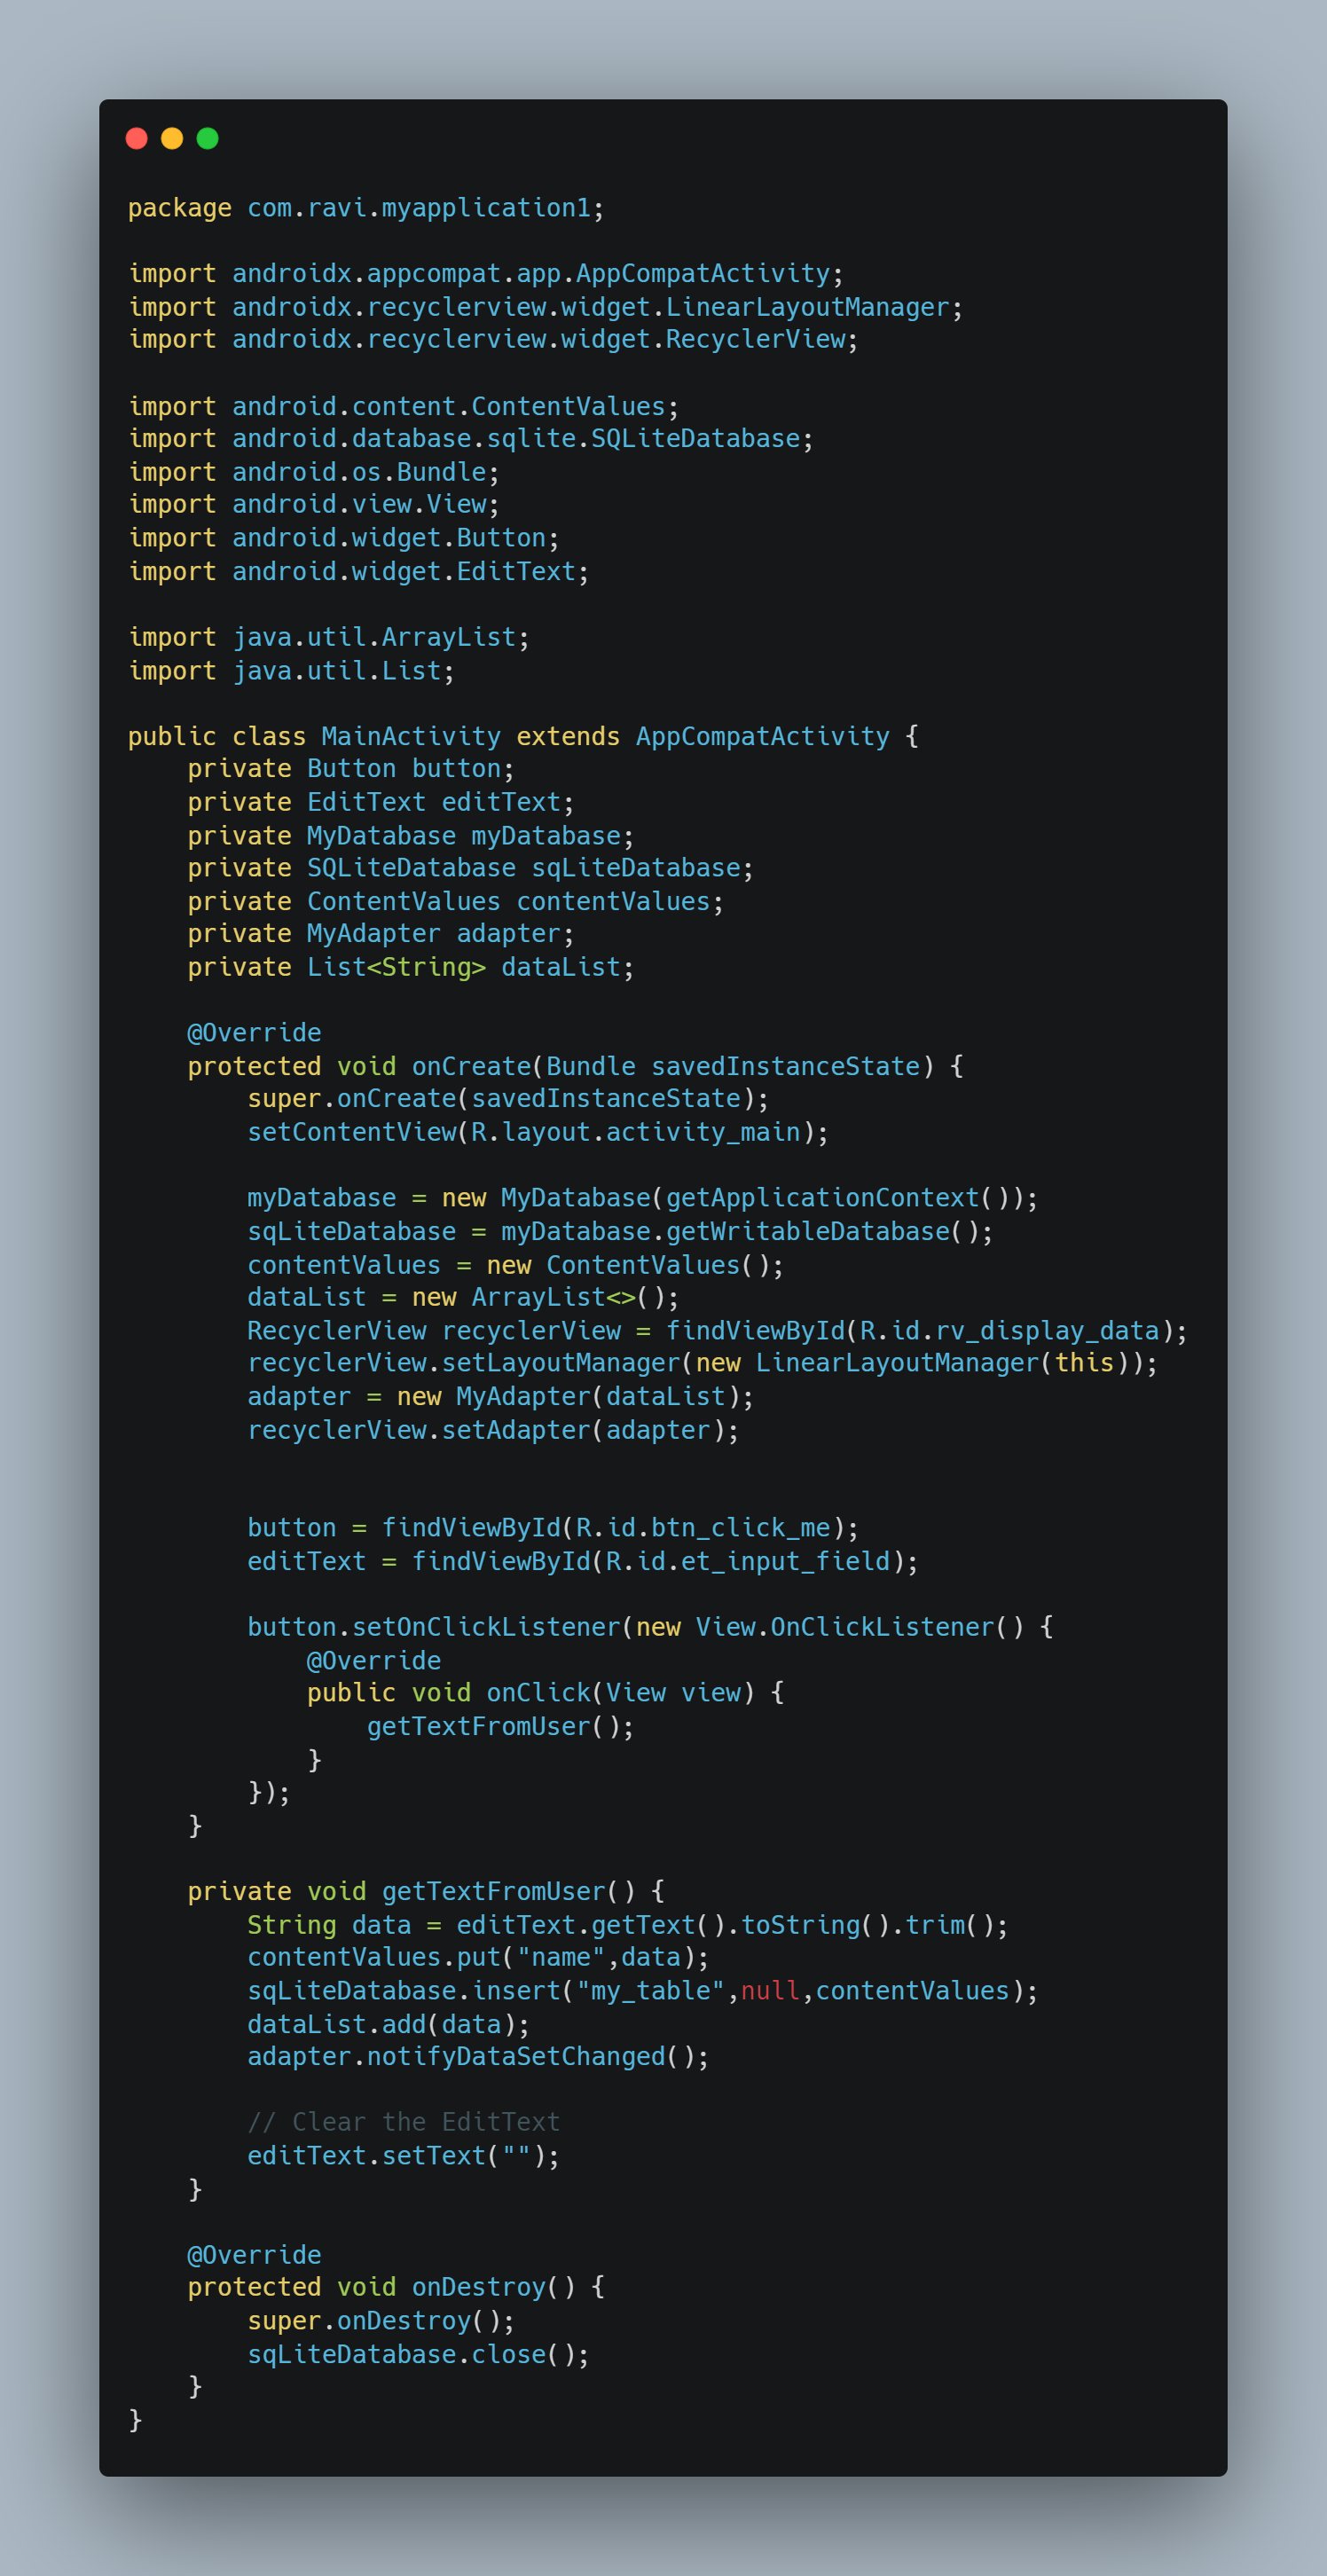 package com.ravi.myapplication1;

import androidx.appcompat.app.AppCompatActivity;
import androidx.recyclerview.widget.LinearLayoutManager;
import androidx.recyclerview.widget.RecyclerView;

import android.content.ContentValues;
import android.database.sqlite.SQLiteDatabase;
import android.os.Bundle;
import android.view.View;
import android.widget.Button;
import android.widget.EditText;

import java.util.ArrayList;
import java.util.List;

public class MainActivity extends AppCompatActivity {
    private Button button;
    private EditText editText;
    private MyDatabase myDatabase;
    private SQLiteDatabase sqLiteDatabase;
    private ContentValues contentValues;
    private MyAdapter adapter;
    private List<String> dataList;

    @Override
    protected void onCreate(Bundle savedInstanceState) {
        super.onCreate(savedInstanceState);
        setContentView(R.layout.activity_main);

        myDatabase = new MyDatabase(getApplicationContext());
        sqLiteDatabase = myDatabase.getWritableDatabase();
        contentValues = new ContentValues();
        dataList = new ArrayList<>();
        RecyclerView recyclerView = findViewById(R.id.rv_display_data);
        recyclerView.setLayoutManager(new LinearLayoutManager(this));
        adapter = new MyAdapter(dataList);
        recyclerView.setAdapter(adapter);


        button = findViewById(R.id.btn_click_me);
        editText = findViewById(R.id.et_input_field);

        button.setOnClickListener(new View.OnClickListener() {
            @Override
            public void onClick(View view) {
                getTextFromUser();
            }
        });
    }

    private void getTextFromUser() {
        String data = editText.getText().toString().trim();
        contentValues.put("name",data);
        sqLiteDatabase.insert("my_table",null,contentValues);
        dataList.add(data);
        adapter.notifyDataSetChanged();

        // Clear the EditText
        editText.setText("");
    }

    @Override
    protected void onDestroy() {
        super.onDestroy();
        sqLiteDatabase.close();
    }
}